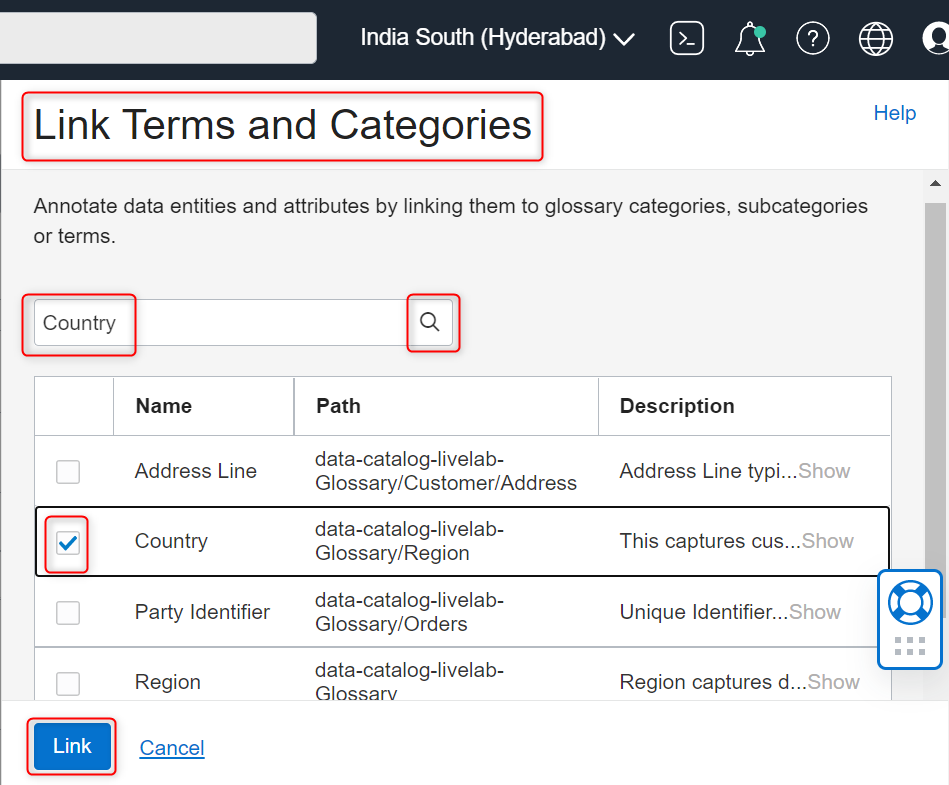 India South (Hyderabad)
Link Terms and Categories
Help
Annotate data entities and attributes by linking them to glossary categories, subcategories
or terms.
Country
Name Path Description
Address Line data-catalog-livelab-
Glossary/Customer/Address Address Line typi...Show
Country data-catalog-livelab-
Glossary/Region This captures cus...Show
Party Identifier data-catalog-livelab-
Glossary/Orders Unique Identifier...Show
Region data-catalog-livelab-
Glossary Region captures d...Show
Link Cancel